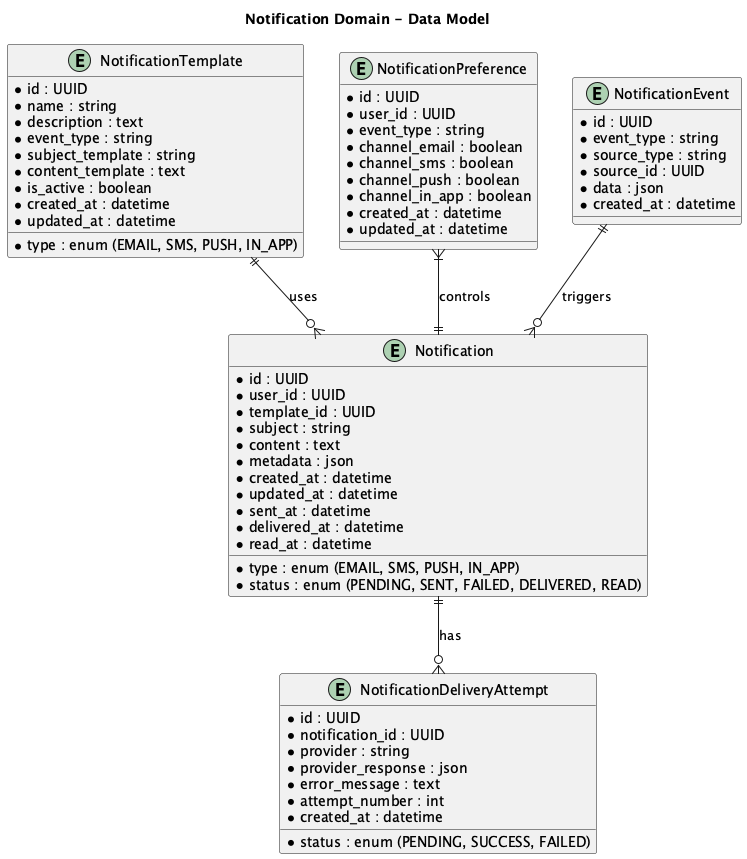 Notification Domain – Data Model
E NotificationTemplate
• id : UUID
• name : string
• description : text
• event_type : string
• subject_template : string
• content_template : text
• is_active : boolean
• created_at : datetime
• updated_at : datetime
• type : enum (EMAIL, SMS, PUSH, IN_APP)
E NotificationPreference
• id : UUID
• user_id : UUID
• event_type : string
• channel_email : boolean
• channel_sms : boolean
• channel_push : boolean
• channel_in_app : boolean
• created_at : datetime
• updated_at : datetime
E NotificationEvent
• id : UUID
• event_type : string
• source_type : string
• source_id : UUID
• data : json
• created_at : datetime
uses
controls
triggers
E Notification
• id : UUID
• user_id : UUID
• template_id : UUID
• subject : string
• content : text
• metadata : json
• created_at : datetime
• updated_at : datetime
• sent_at : datetime
• delivered_at : datetime
• read_at : datetime
• type : enum (EMAIL, SMS, PUSH, IN_APP)
• status : enum (PENDING, SENT, FAILED, DELIVERED, READ)
has
E NotificationDeliveryAttempt
• id : UUID
• notification_id : UUID
• provider : string
• provider_response : json
• error_message : text
• attempt_number : int
• created_at : datetime
• status : enum (PENDING, SUCCESS, FAILED)